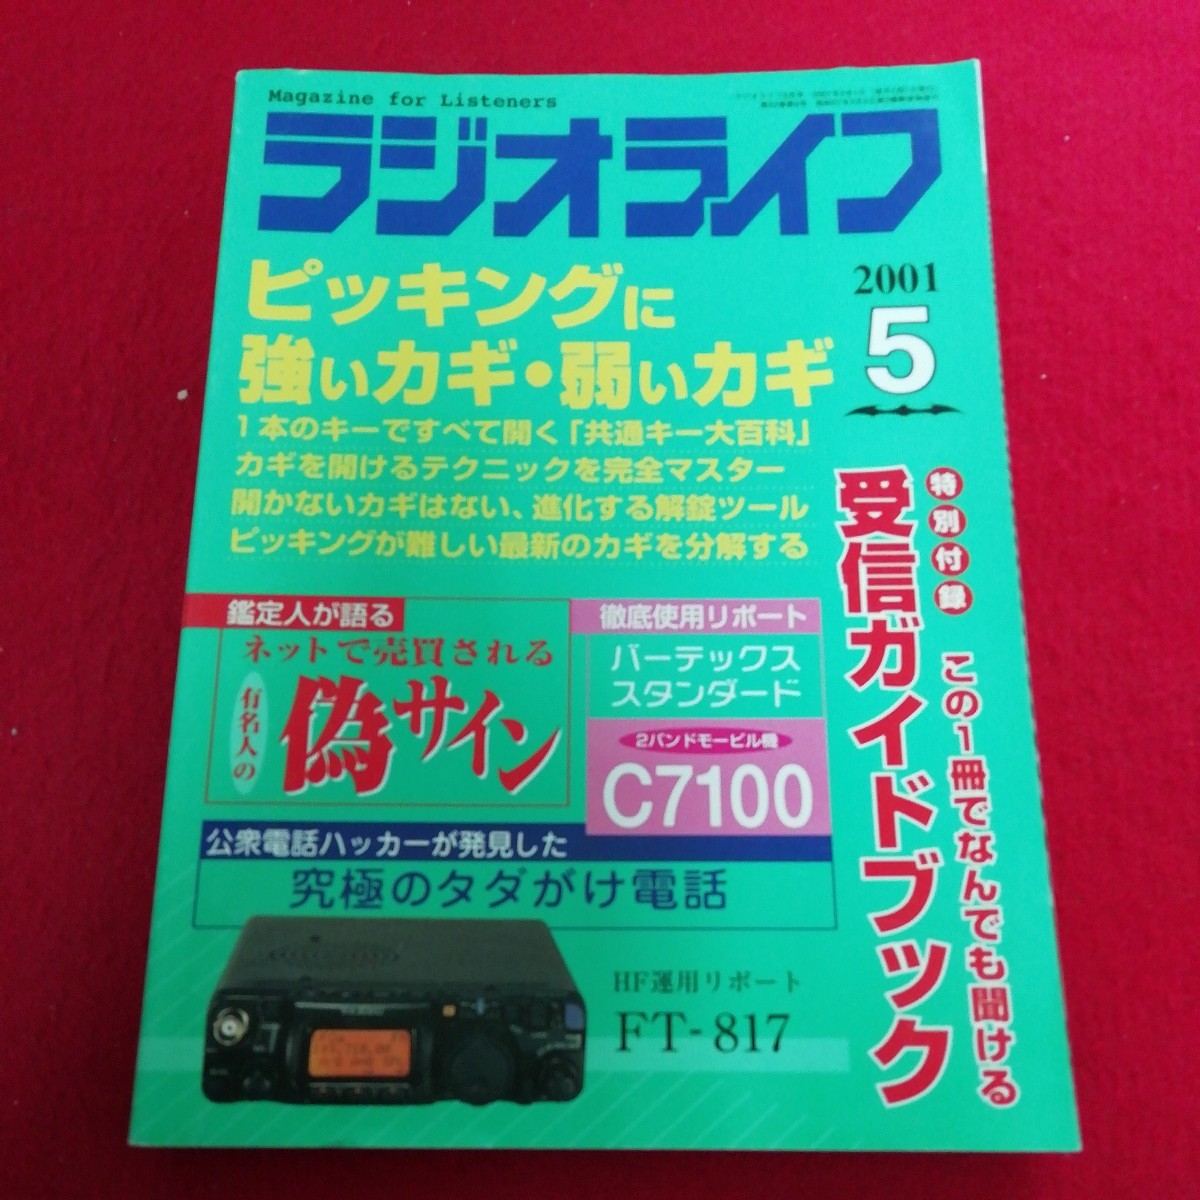 Magazine for Listeners
ラジオライフ
2001
5
ピッキングに
強いカギ・弱いカギ
1本のキーですべて開く「共通キー大百科」
カギを開けるテクニックを完全マスター
開かないカギはない、進化する解錠ツール
ピッキングが難しい最新のカギを分解する
特別付録
この1冊でなんでも聞ける
受信ガイドブック
鑑定人が語る
ネットで売買される
有名人の
偽サイン
徹底使用リポート
バーテックス
スタンダード
2バンドモービル機
C7100
公衆電話ハッカーが発見した
究極のタダがけ電話
HF運用リポート
FT-817